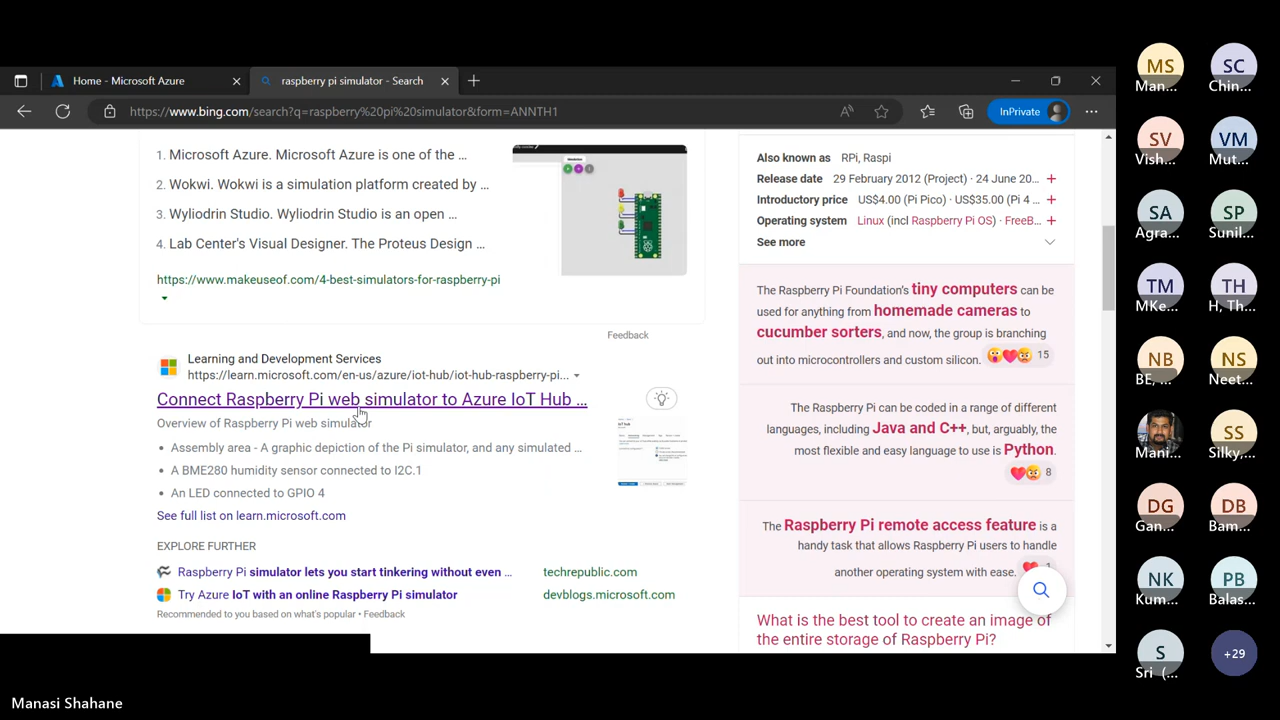 Home - Microsoft Azure
raspberry pi simulator - Search
https://www.bing.com/search?q=raspberry%20pi%20simulator&form=ANNTH1
InPrivate
1. Microsoft Azure. Microsoft Azure is one of the ...
2. Wokwi. Wokwi is a simulation platform created by ...
3. Wyliodrin Studio. Wyliodrin Studio is an open ...
4. Lab Center's Visual Designer. The Proteus Design ...
https://www.makeuseof.com/4-best-simulators-for-raspberry-pi
Feedback
Learning and Development Services
https://learn.microsoft.com/en-us/azure/iot-hub/iot-hub-raspberry-pi...
Connect Raspberry Pi web simulator to Azure IoT Hub ...
Overview of Raspberry Pi web simulator
• Assembly area - A graphic depiction of the Pi simulator, and any simulated ...
• A BME280 humidity sensor connected to I2C.1
• An LED connected to GPIO 4
See full list on learn.microsoft.com
EXPLORE FURTHER
Raspberry Pi simulator lets you start tinkering without even ... techrepublic.com
Try Azure IoT with an online Raspberry Pi simulator devblogs.microsoft.com
Recommended to you based on what's popular • Feedback
Also known as RPi, Raspi
Release date 29 February 2012 (Project) · 24 June 20... +
Introductory price US$4.00 (Pi Pico) · US$35.00 (Pi 4 ... +
Operating system Linux (incl Raspberry Pi OS) · FreeB... +
See more
The Raspberry Pi Foundation's tiny computers can be
used for anything from homemade cameras to
cucumber sorters, and now, the group is branching
out into microcontrollers and custom silicon. 15
The Raspberry Pi can be coded in a range of different
languages, including Java and C++, but, arguably, the
most flexible and easy language to use is Python.
8
The Raspberry Pi remote access feature is a
handy task that allows Raspberry Pi users to handle
another operating system with ease.
What is the best tool to create an image of
the entire storage of Raspberry Pi?
MS SC
Man... Chin...
SV VM
Vish... Mut...
SA SP
Agra... Sunil...
TM TH
MKe... H, Th...
NB NS
BE, ... Neet...
SS
Mani... Silky,...
DG DB
Gan... Bam...
NK PB
Kum... Balas...
S +29
Sri (...
Manasi Shahane